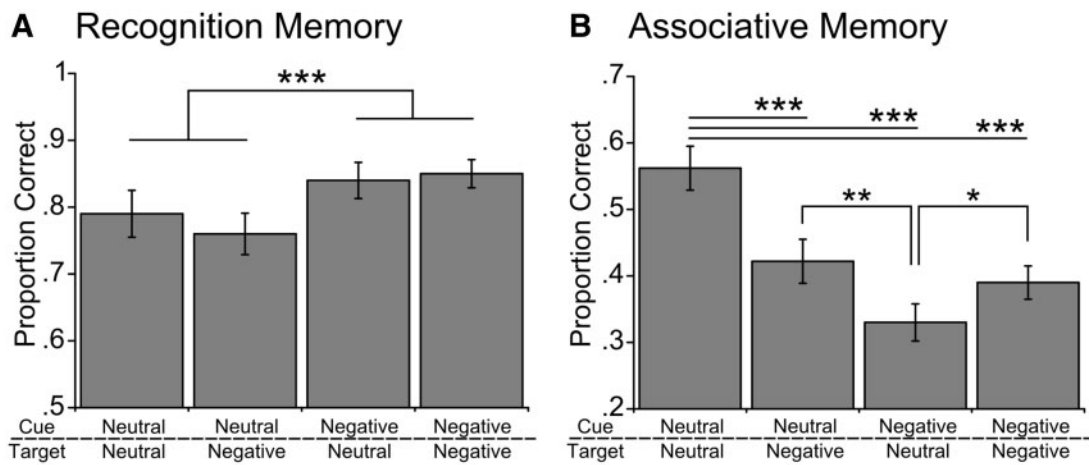 A Recognition Memory
1
.9
.8
.7
.6
.5
Proportion Correct
***
Cue Neutral Neutral Negative Negative
Target Neutral Negative Neutral Negative
B Associative Memory
.7
.6
.5
.4
.3
.2
Proportion Correct
***
***
***
**
*
Cue Neutral Neutral Negative Negative
Target Neutral Negative Neutral Negative